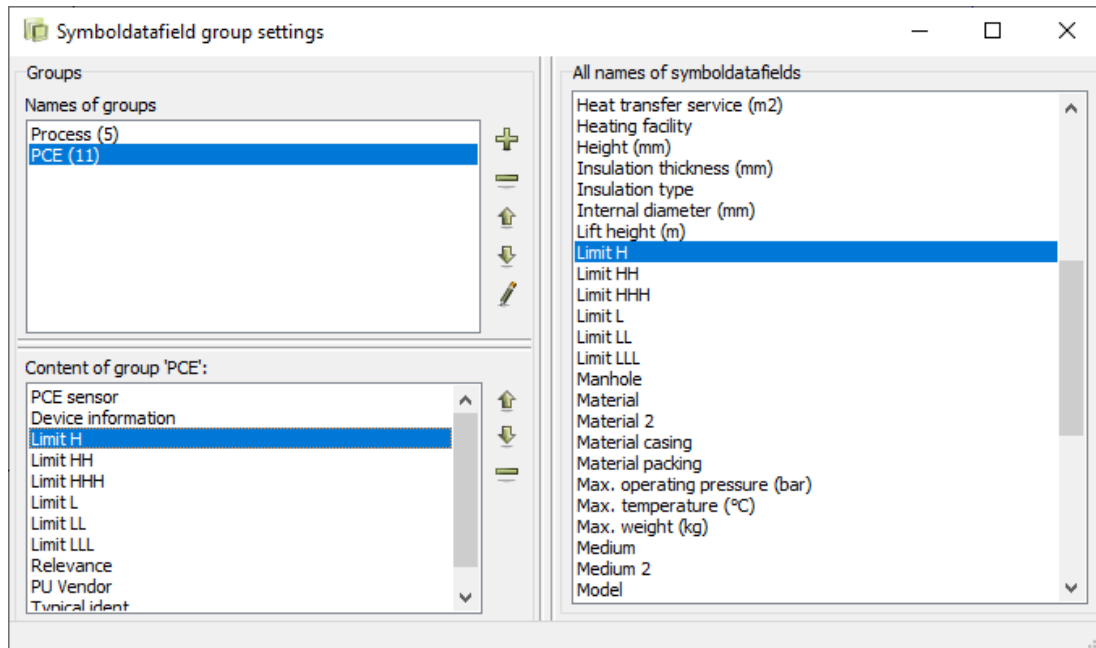 Symboldatafield group settings
Groups
Names of groups
Process (5)
PCE (11)
Content of group 'PCE':
PCE sensor
Device information
Limit H
Limit HH
Limit HHH
Limit L
Limit LL
Limit LLL
Relevance
PU Vendor
Typical ident
All names of symboldatafields
Heat transfer service (m2)
Heating facility
Height (mm)
Insulation thickness (mm)
Insulation type
Internal diameter (mm)
Lift height (m)
Limit H
Limit HH
Limit HHH
Limit L
Limit LL
Limit LLL
Manhole
Material
Material 2
Material casing
Material packing
Max. operating pressure (bar)
Max. temperature (°C)
Max. weight (kg)
Medium
Medium 2
Model